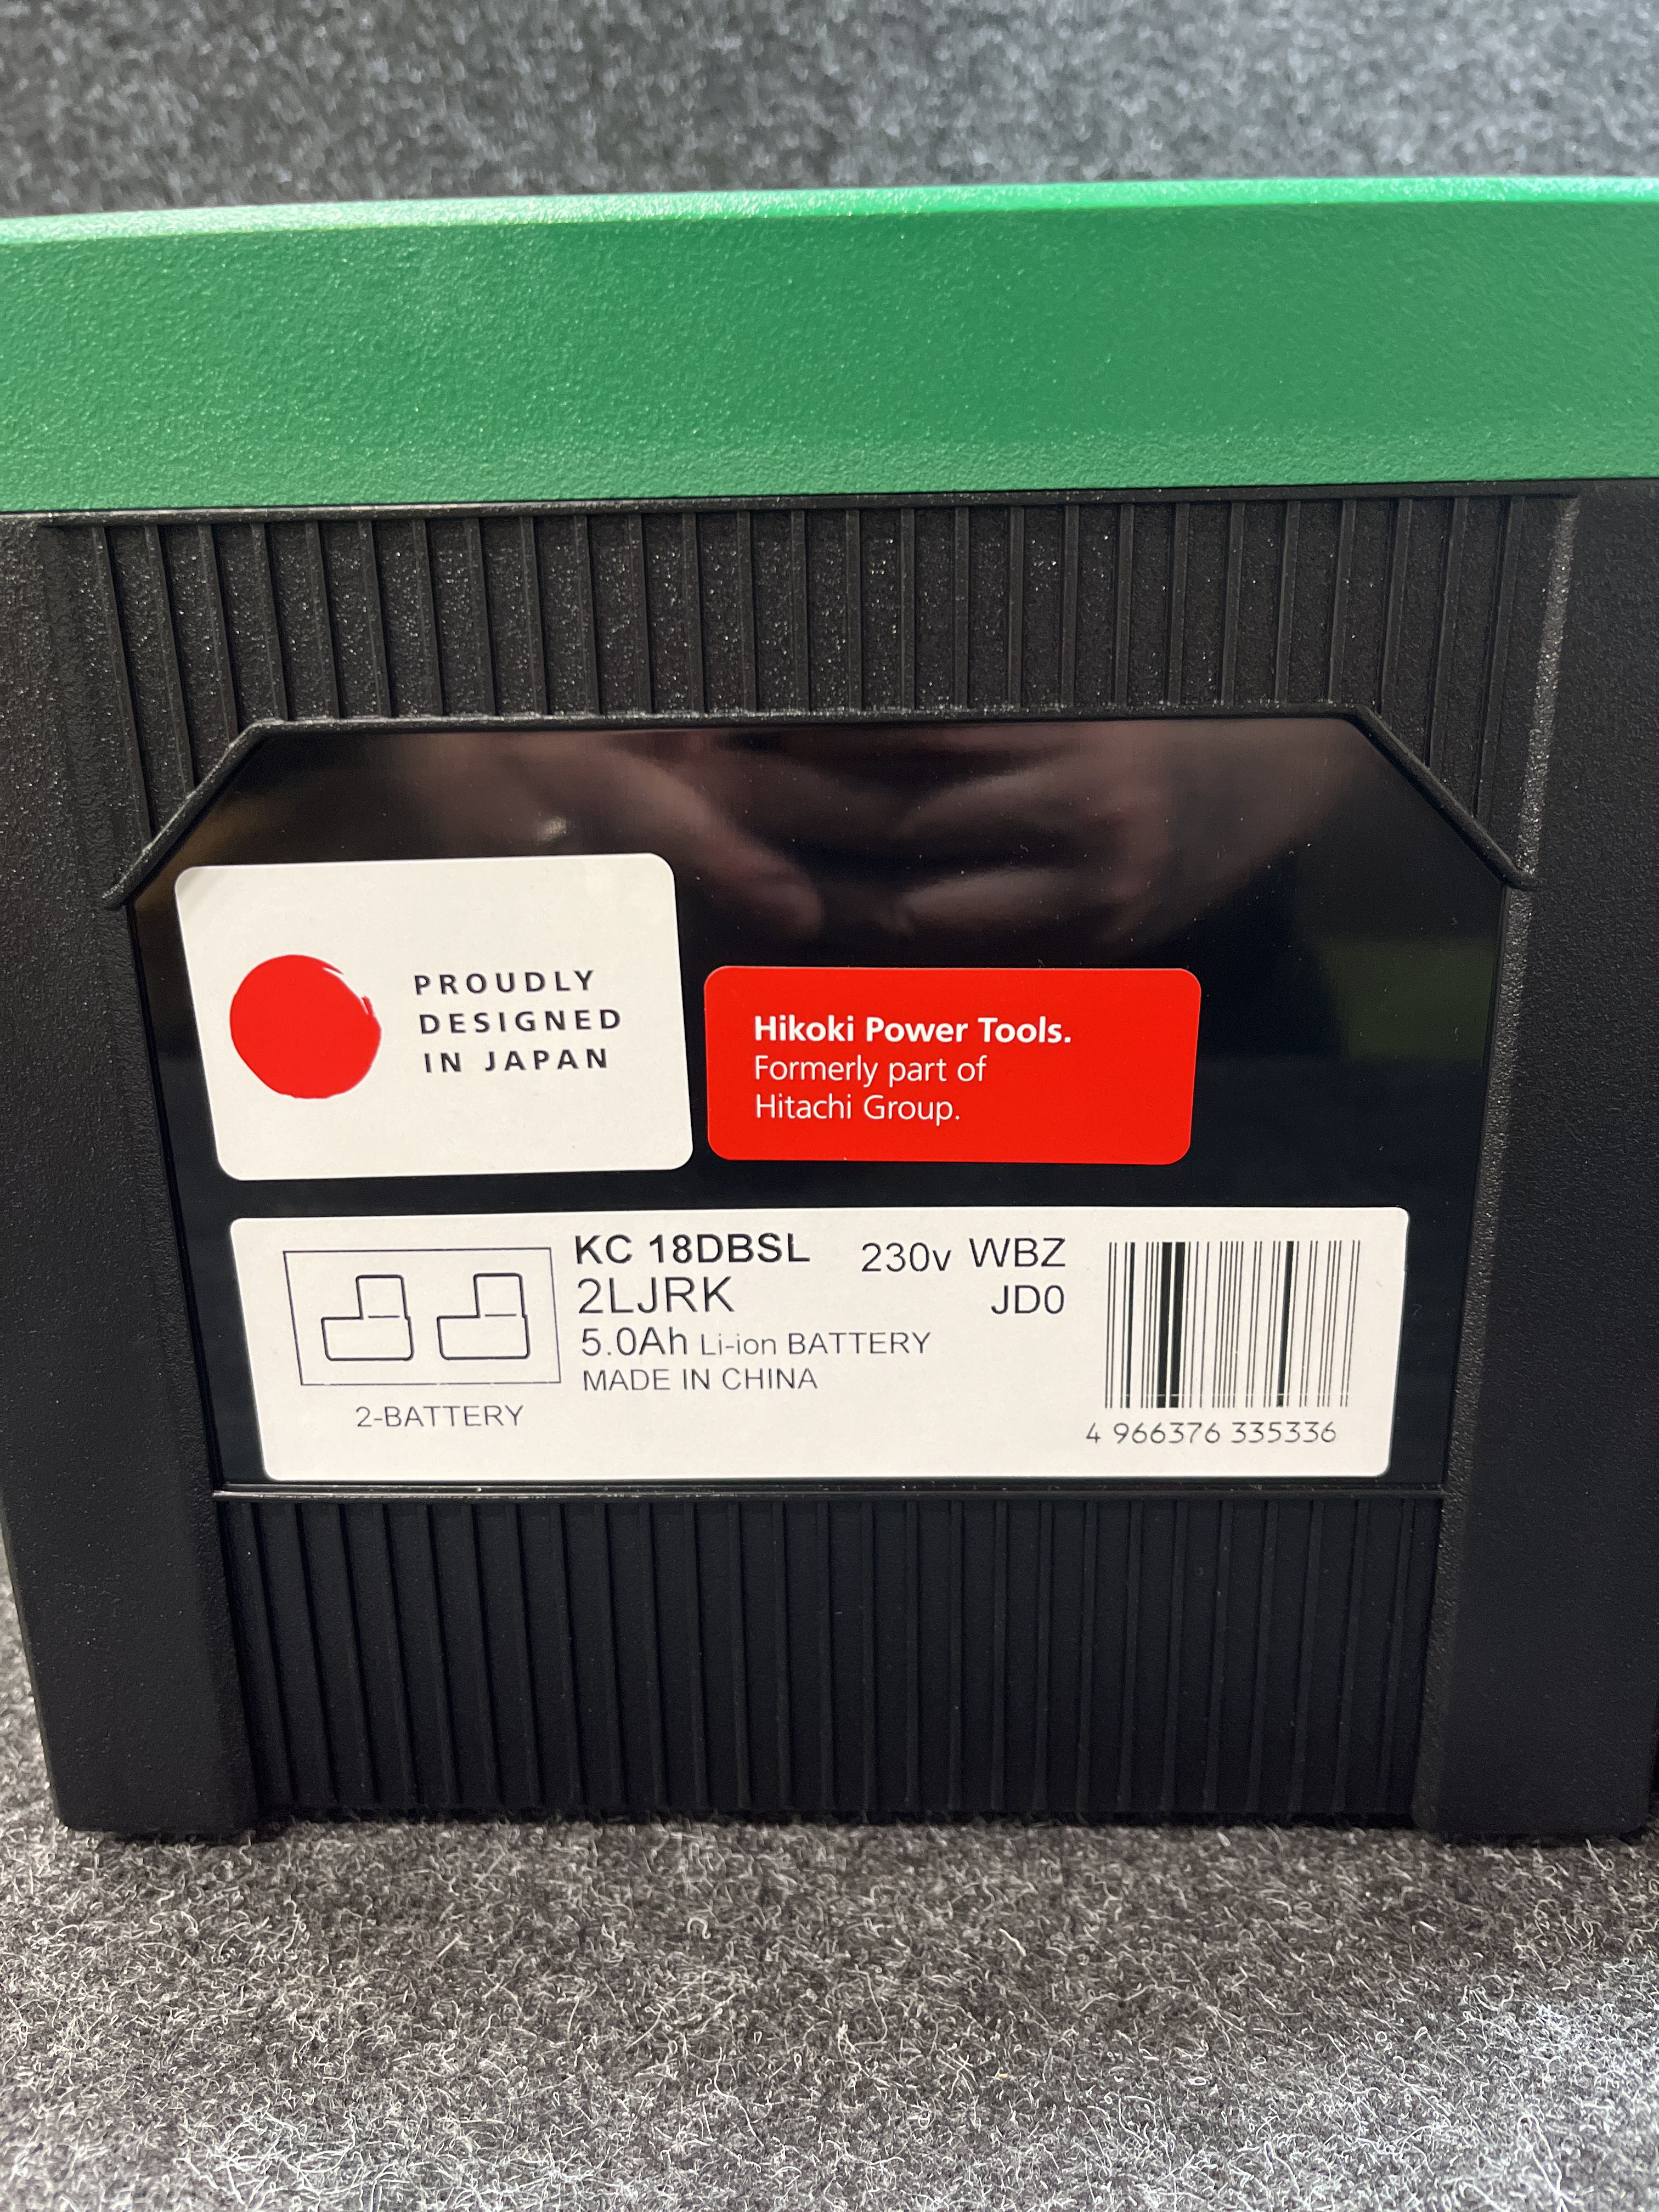 PROUDLY
DESIGNED
IN JAPAN
Hikoki Power Tools.
Formerly part of
Hitachi Group.
KC 18DBSL 230v WBZ
2LJRK JD0
5.0Ah Li-ion BATTERY
MADE IN CHINA
2-BATTERY
4 966376 335336